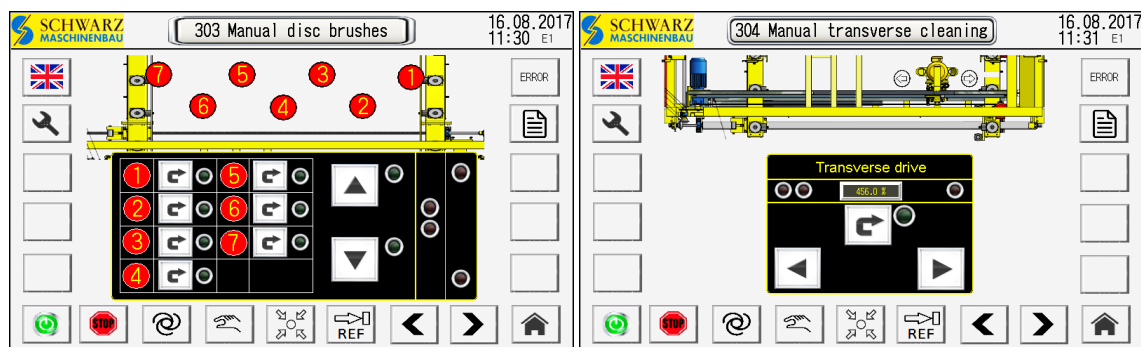 SCHWARZ
MASCHINENBAU
303 Manual disc brushes
16.08.2017
11:30 E1
ERROR
7 5 3 1
6 4 2
1 5
2 6
3 7
4
STOP
REF
SCHWARZ
MASCHINENBAU
304 Manual transverse cleaning
16.08.2017
11:31 E1
ERROR
Transverse drive
456.0 %
STOP
REF